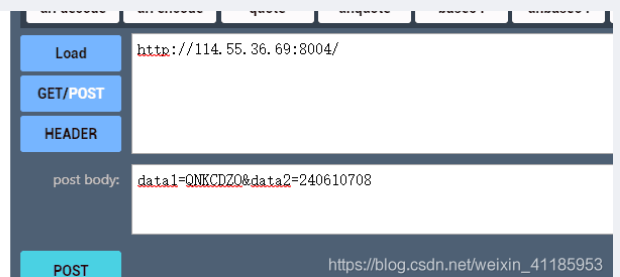 Load
http://114.55.36.69:8004/
GET/POST
HEADER
post body:
data1=QNKCDZO&data2=240610708
POST
https://blog.csdn.net/weixin_41185953